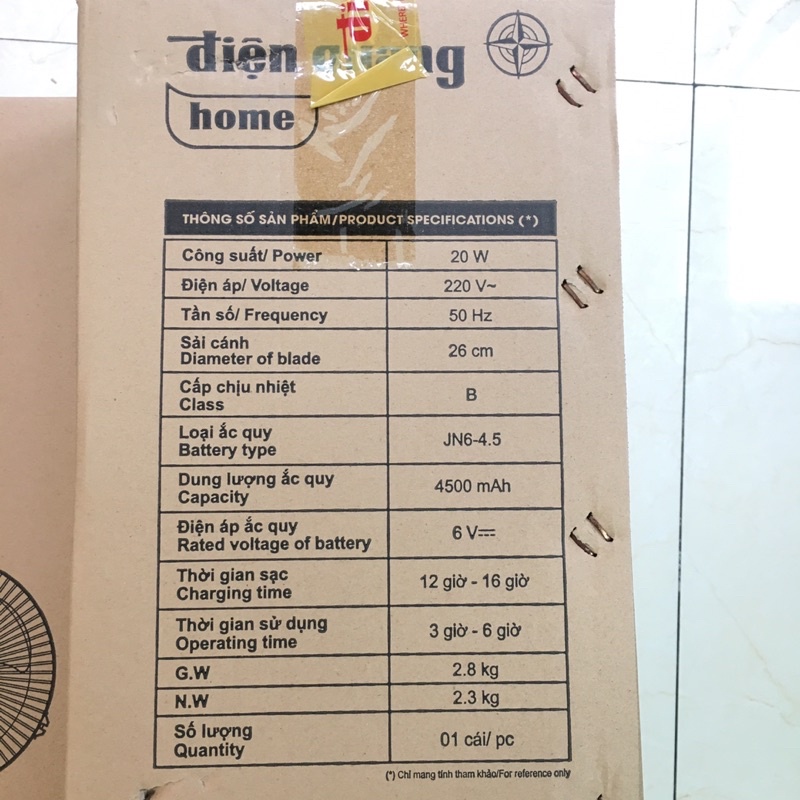 điện quang
home
WHERE
THÔNG SỐ SẢN PHẨM/PRODUCT SPECIFICATIONS (*)
Công suất/ Power 20 W
Điện áp/ Voltage 220 V~
Tần số/ Frequency 50 Hz
Sải cánh
Diameter of blade 26 cm
Cấp chịu nhiệt
Class B
Loại ắc quy
Battery type JN6-4.5
Dung lượng ắc quy
Capacity 4500 mAh
Điện áp ắc quy
Rated voltage of battery 6 V⎓
Thời gian sạc
Charging time 12 giờ - 16 giờ
Thời gian sử dụng
Operating time 3 giờ - 6 giờ
G.W 2.8 kg
N.W 2.3 kg
Số lượng
Quantity 01 cái/ pc
(*) Chỉ mang tính tham khảo/For reference only